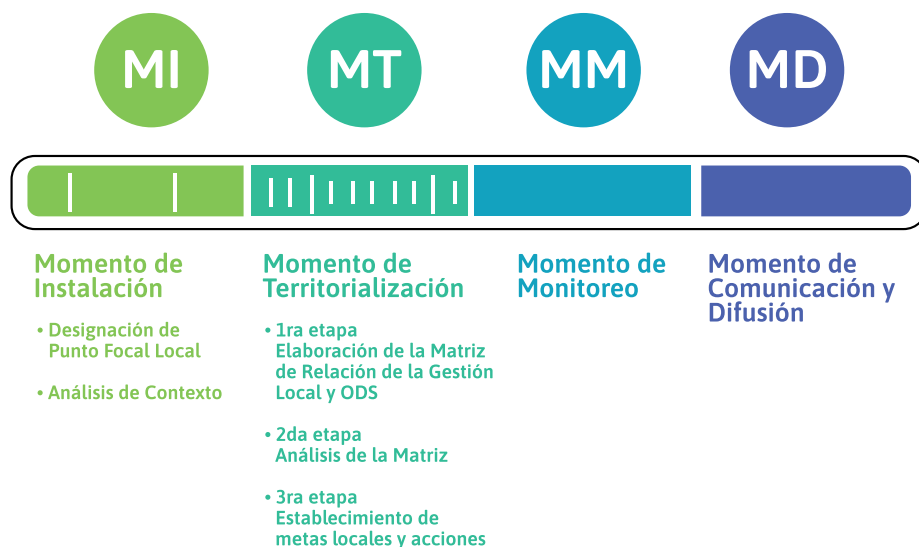 MI
MT
MM
MD
Momento de
Instalación
• Designación de
Punto Focal Local
• Análisis de Contexto
Momento de
Territorialización
• 1ra etapa
Elaboración de la Matriz
de Relación de la Gestión
Local y ODS
• 2da etapa
Análisis de la Matriz
• 3ra etapa
Establecimiento de
metas locales y acciones
Momento de
Monitoreo
Momento de
Comunicación y
Difusión